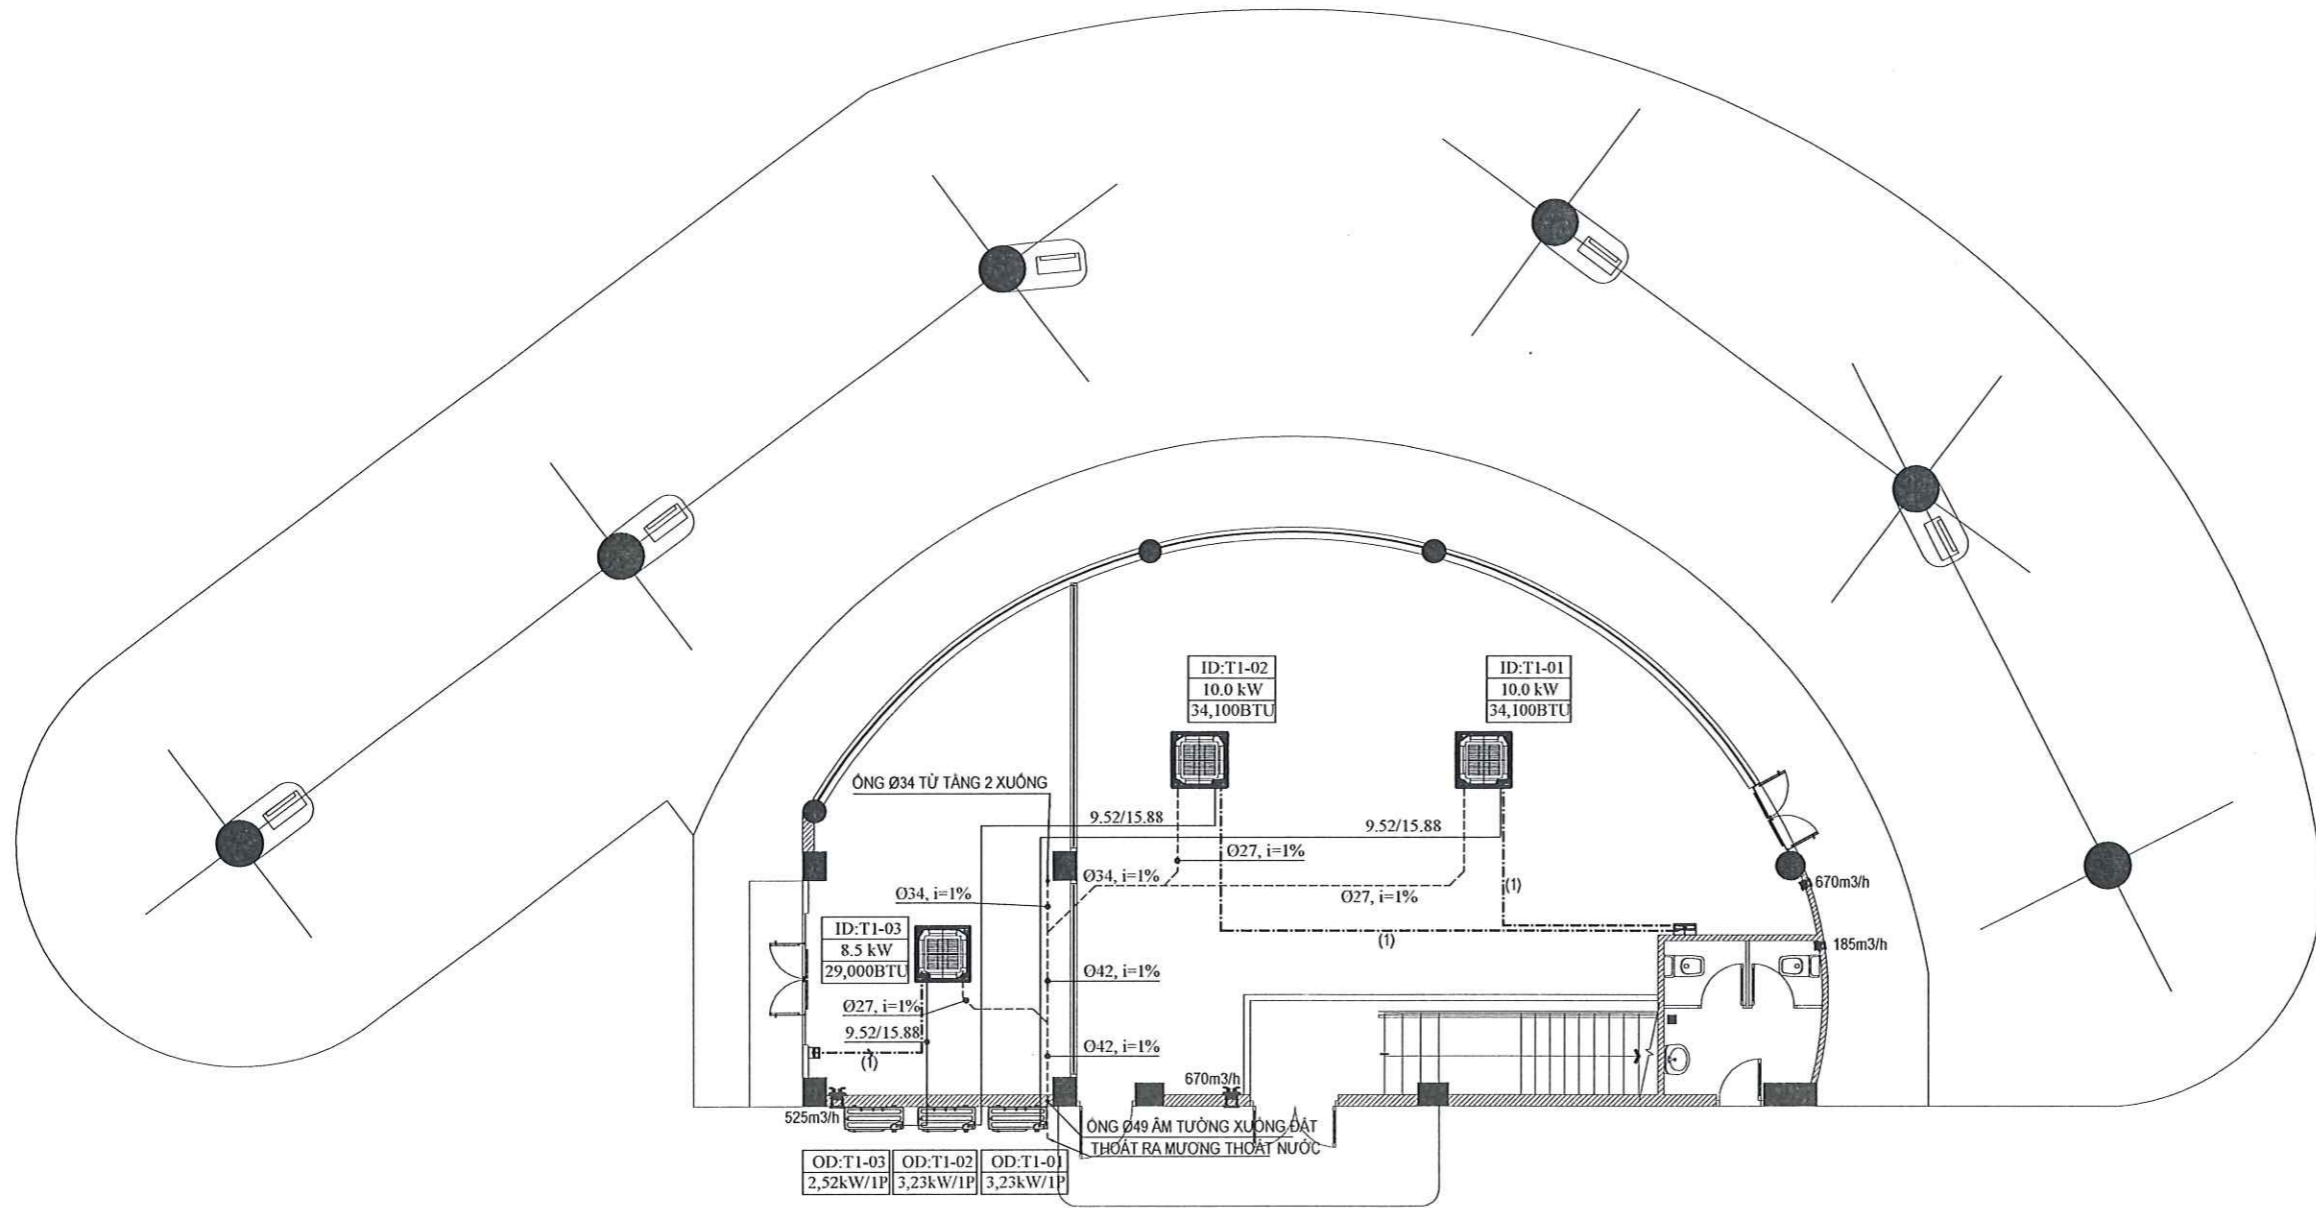 ID:T1-02
10.0 kW
34,100BTU
ID:T1-01
10.0 kW
34,100BTU
ỐNG Ø34 TỪ TẦNG 2 XUỐNG
9.52/15.88
9.52/15.88
Ø27, i=1%
Ø34, i=1%
Ø34, i=1%
Ø27, i=1%
(1)
670m3/h
ID:T1-03
8.5 kW
29,000BTU
(1)
185m3/h
Ø42, i=1%
Ø27, i=1%
9.52/15.88
Ø42, i=1%
(1)
670m3/h
525m3/h
ỐNG Ø49 ÂM TƯỜNG XUỐNG ĐẤT
THOÁT RA MƯƠNG THOÁT NƯỚC
OD:T1-03
2,52kW/1P
OD:T1-02
3,23kW/1P
OD:T1-01
3,23kW/1P